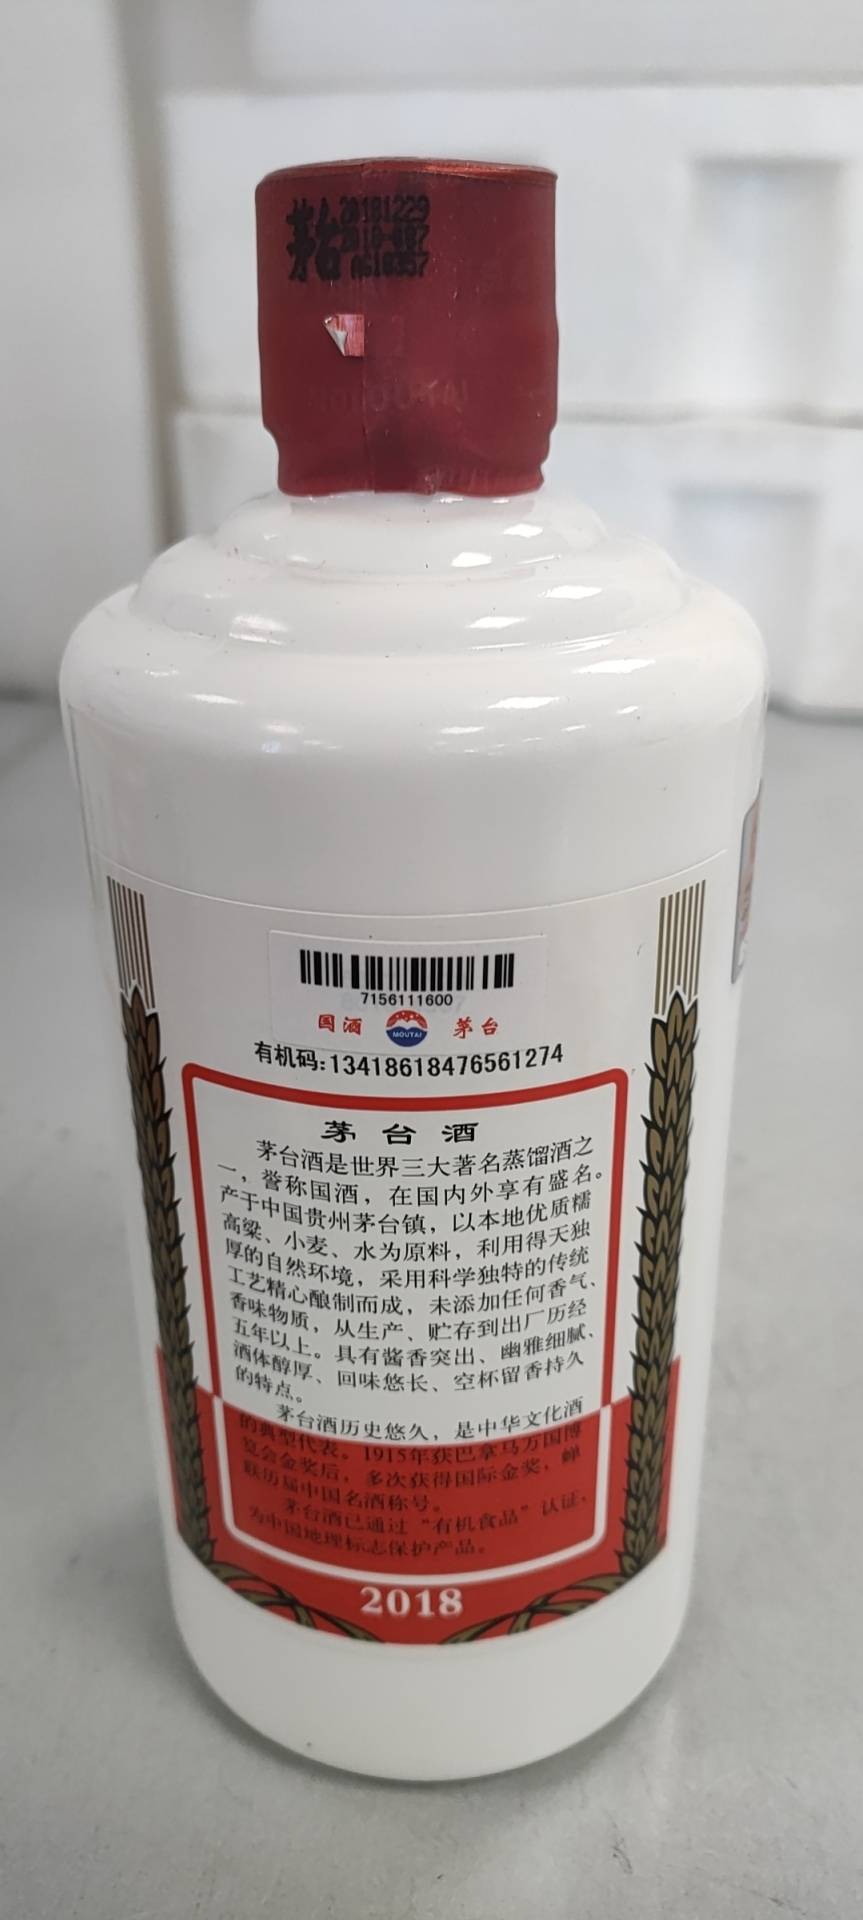 茅台
20181229
2018-087
7156111600
国酒 MOUTAI 茅台
有机码:13418618476561274
茅台酒
茅台酒是世界三大著名蒸馏酒之
一，誉称国酒，在国内外享有盛名。
产于中国贵州茅台镇，以本地优质糯
高粱、小麦、水为原料，利用得天独
厚的自然环境，采用科学独特的传统
工艺精心酿制而成，未添加任何香气、
香味物质，从生产、贮存到出厂历经
五年以上。具有酱香突出、幽雅细腻、
酒体醇厚、回味悠长、空杯留香持久
的特点。
茅台酒历史悠久，是中华文化酒
的典型代表。1915年获巴拿马万国博
览会金奖后，多次获得国际金奖，蝉
联历届中国名酒称号。
茅台酒已通过"有机食品"认证，
为中国地理标志保护产品。
2018